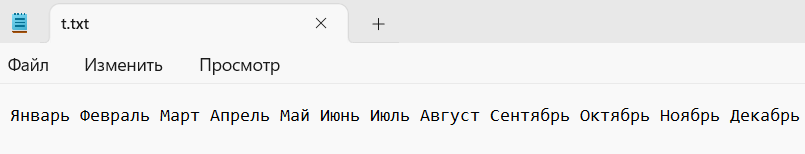 t.txt
Файл Изменить Просмотр
Январь Февраль Март Апрель Май Июнь Июль Август Сентябрь Октябрь Ноябрь Декабрь